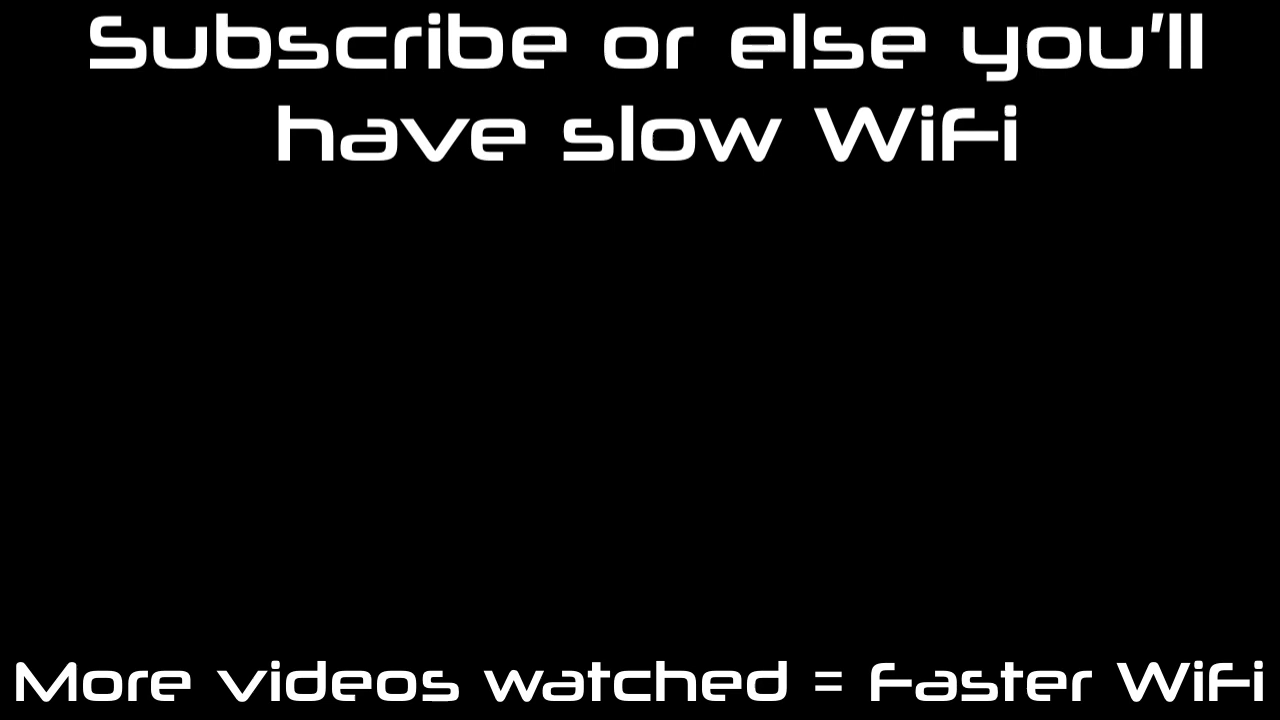 Subscribe or else you'll
have slow WiFi
More videos watched = Faster WiFi